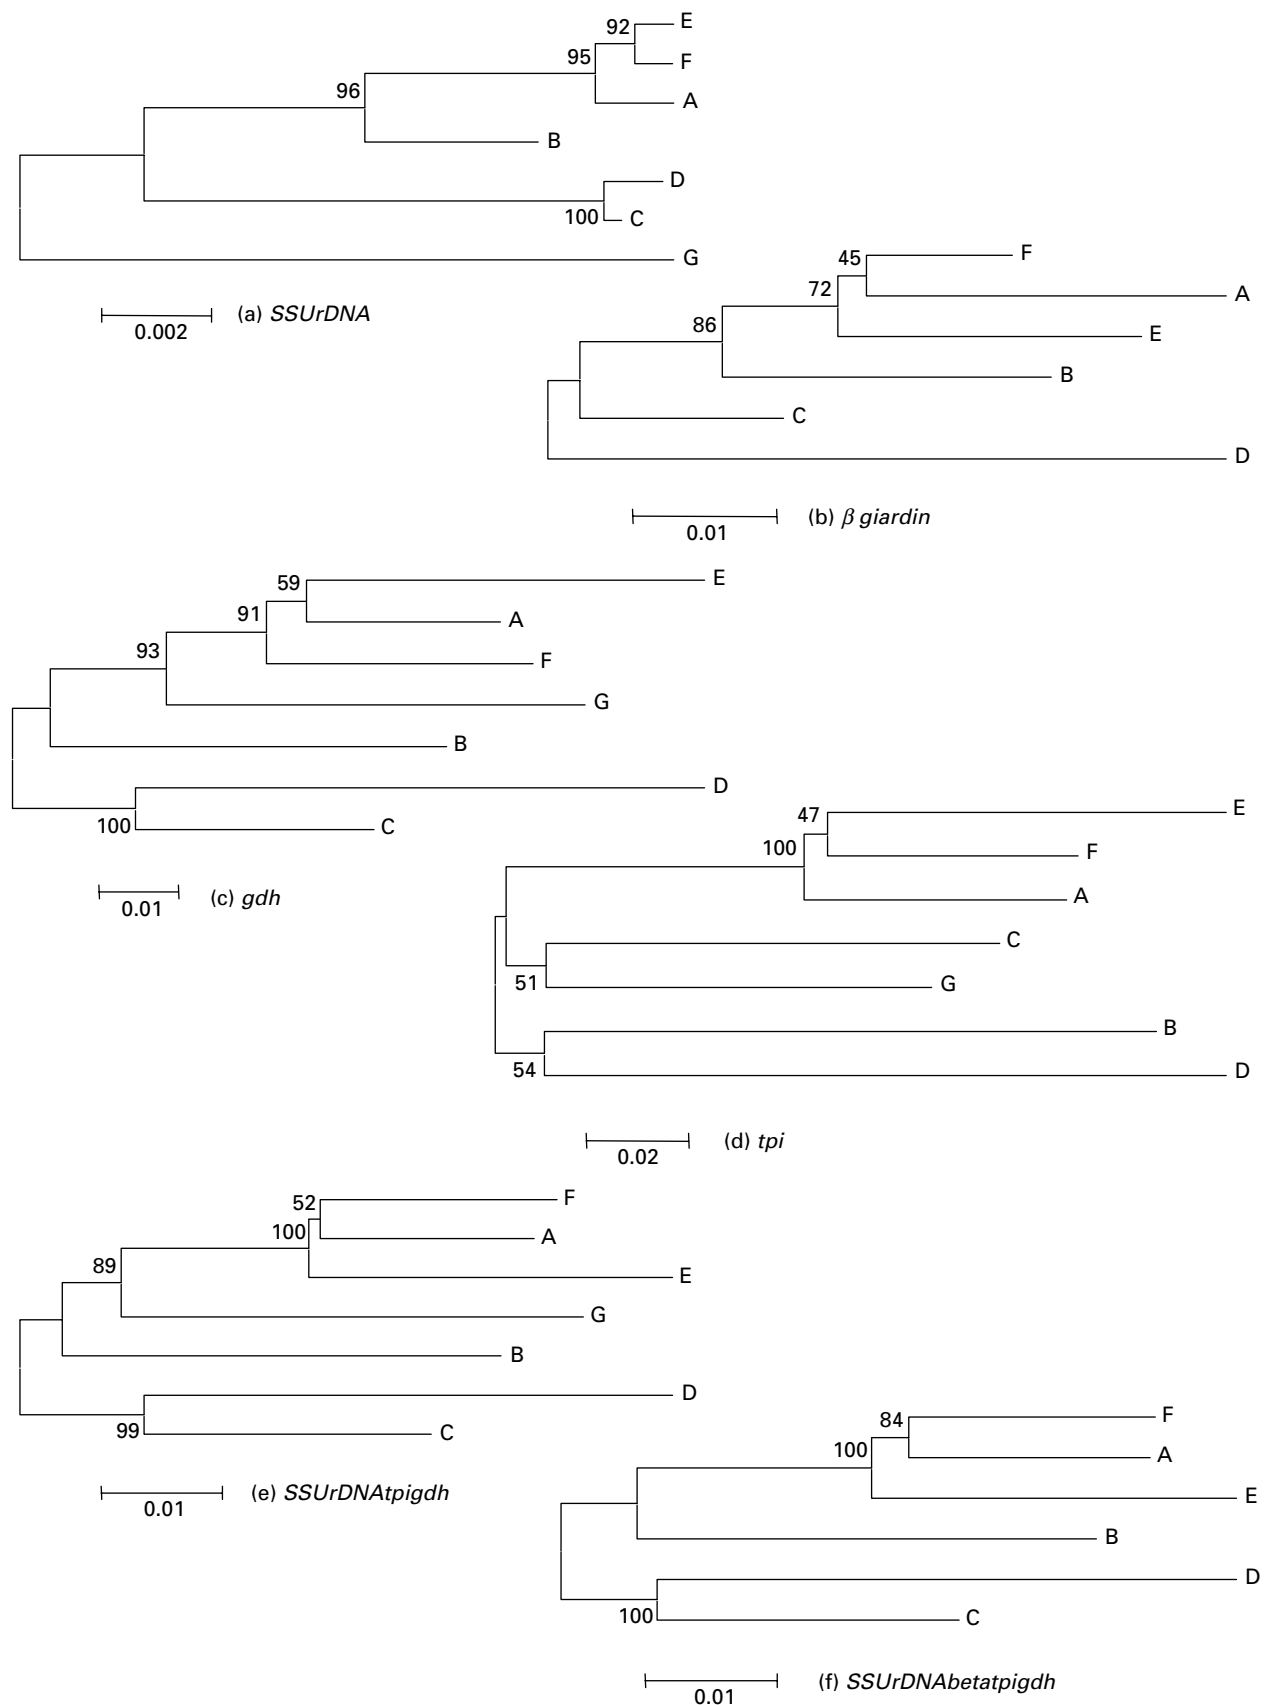 92
E
95
F
96
A
B
D
100
C
G
0.002
(a) SSUrDNA
45
F
72
A
86
E
B
C
D
0.01
(b) β giardin
59
E
91
A
93
F
G
B
D
100
C
0.01
(c) gdh
47
E
100
F
A
C
51
G
B
54
D
0.02
(d) tpi
52
F
100
A
89
E
G
B
D
99
C
0.01
(e) SSUrDNAtpigdh
84
F
100
A
E
B
D
100
C
0.01
(f) SSUrDNAbetatpigdh